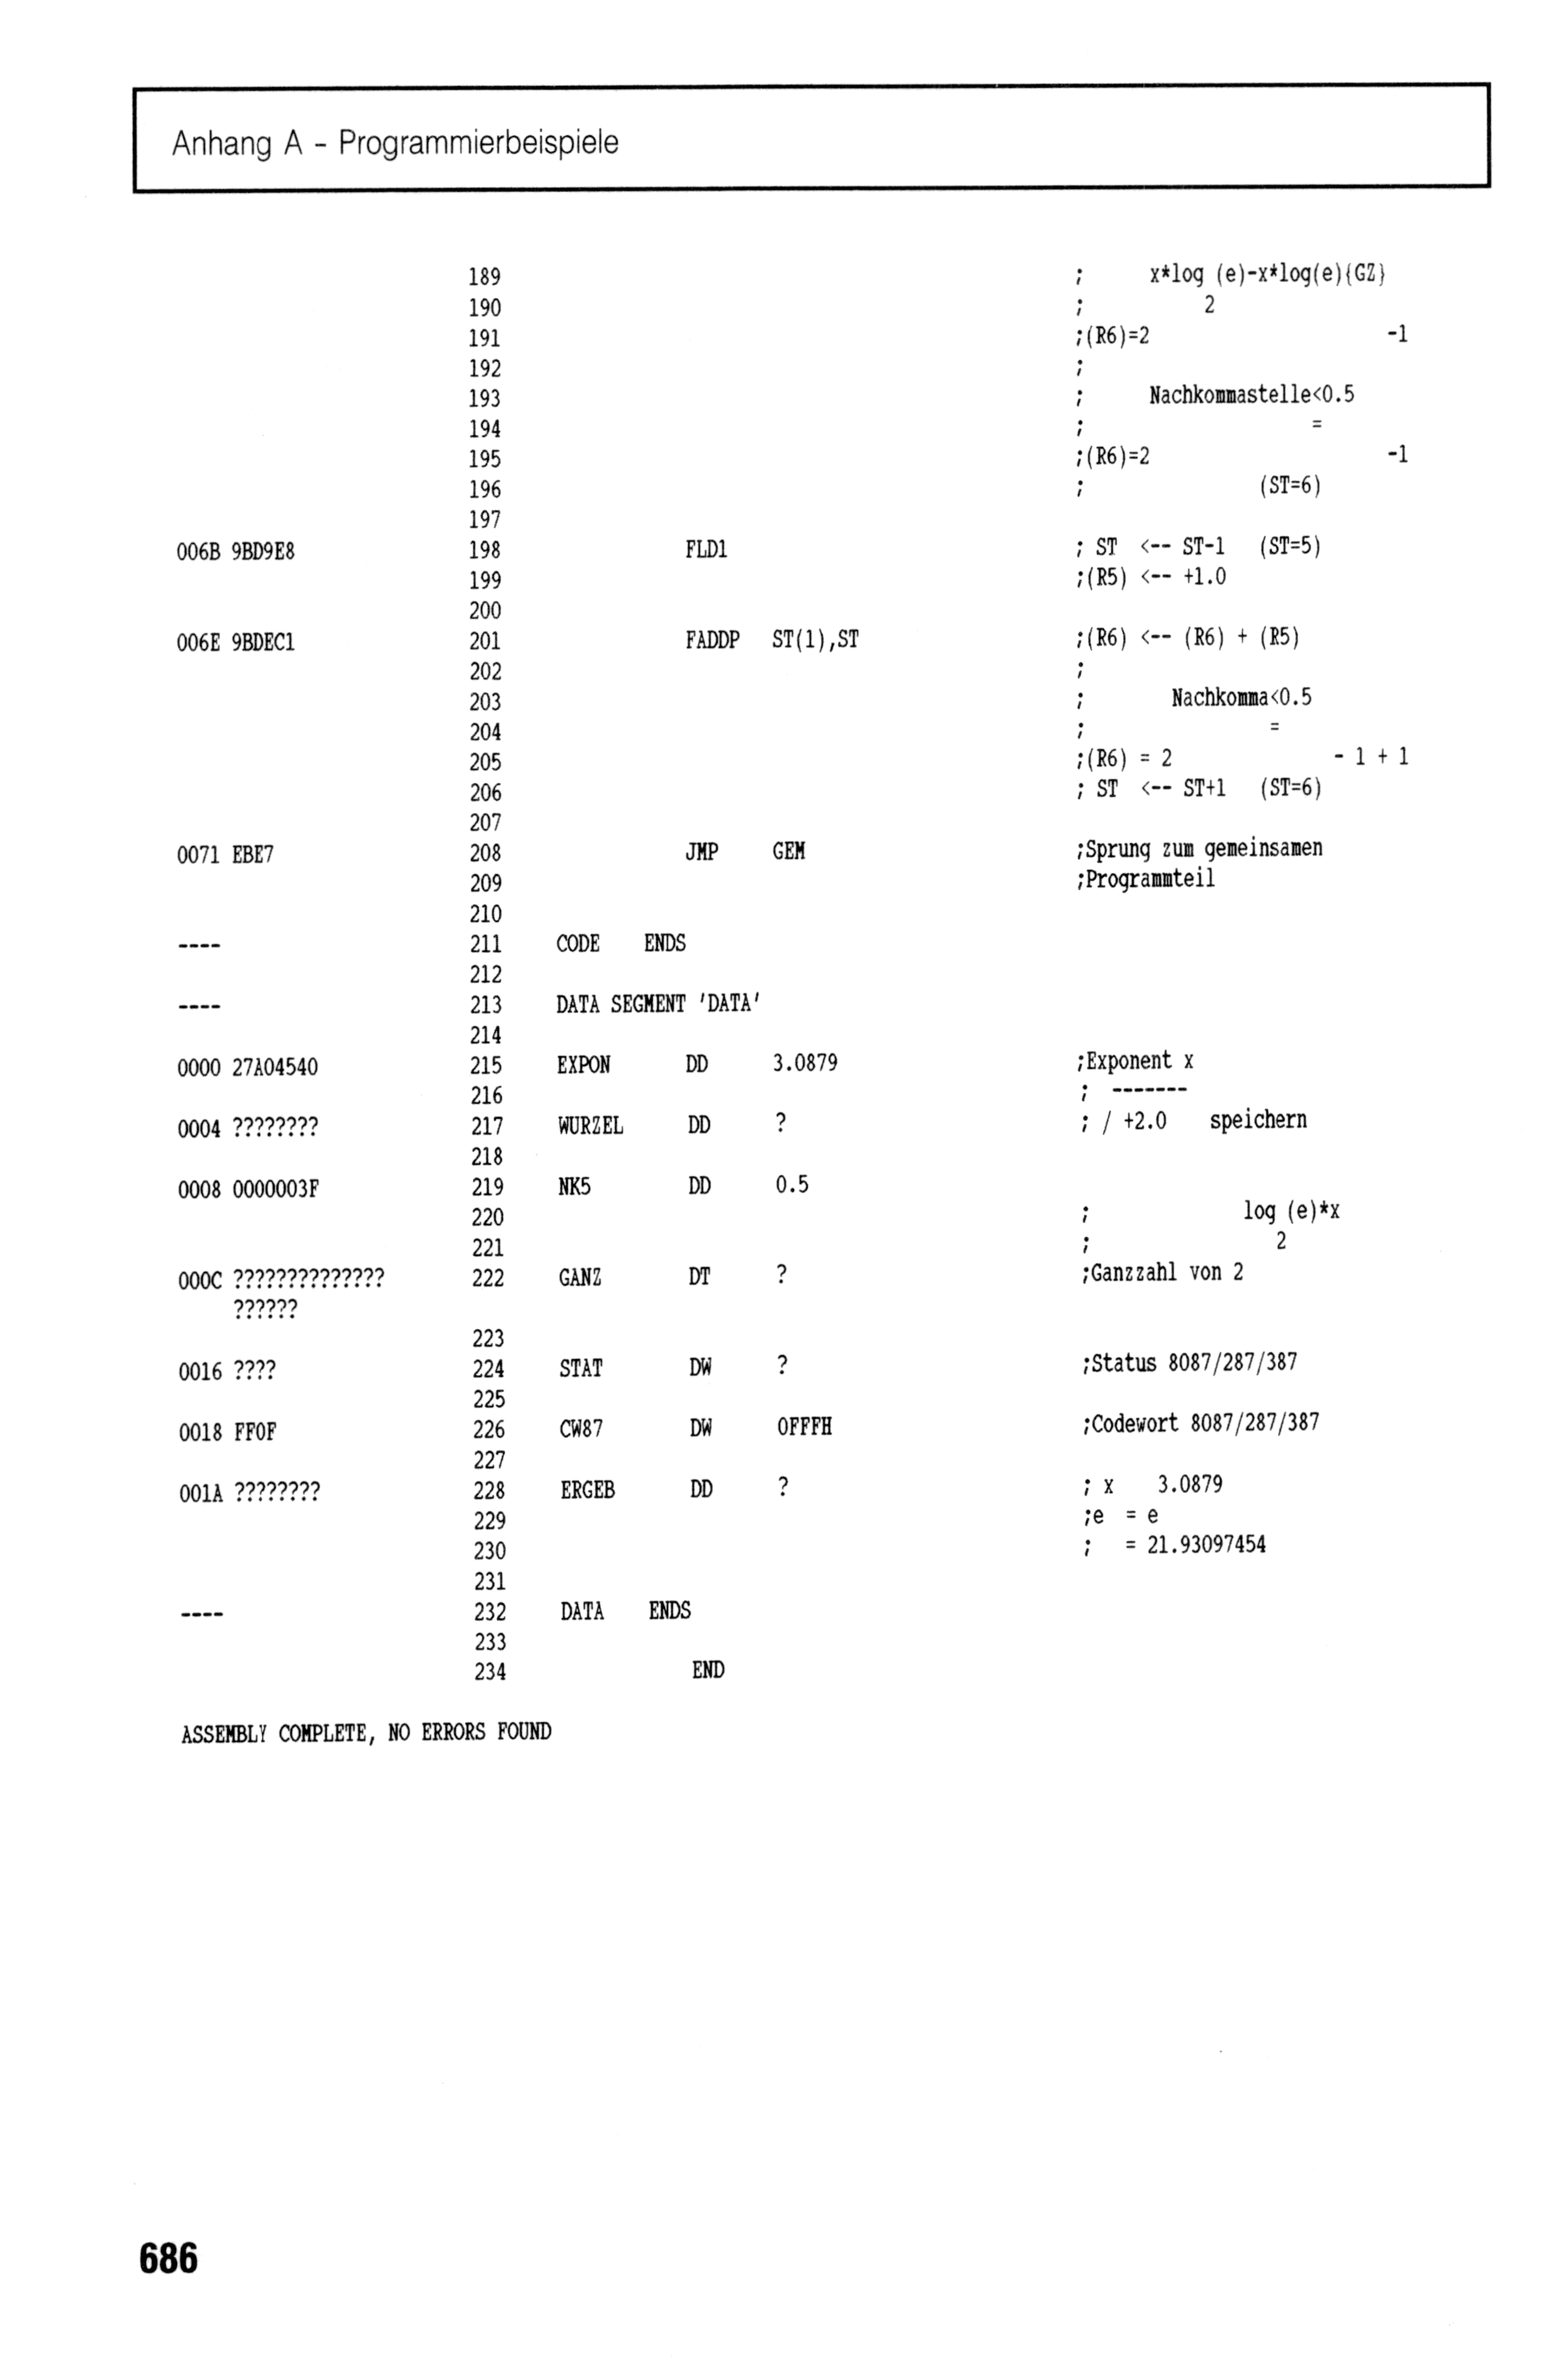 Anhang A – Programmierbeispiele
189 ; x*log (e)-x*log(e){GZ}
190 ; 2
191 ;(R6)=2 -1
192 ;
193 ; Nachkommastelle<0.5
194 ; =
195 ;(R6)=2 -1
196 ; (ST=6)
197
006B 9BD9E8 198 FLD1 ; ST <-- ST-1 (ST=5)
199 ;(R5) <-- +1.0
200
006E 9BDEC1 201 FADDP ST(1),ST ;(R6) <-- (R6) + (R5)
202 ;
203 ; Nachkomma<0.5
204 ; =
205 ;(R6) = 2 - 1 + 1
206 ; ST <-- ST+1 (ST=6)
207
0071 EBE7 208 JMP GEM ;Sprung zum gemeinsamen
209 ;Programmteil
210
---- 211 CODE ENDS
212
---- 213 DATA SEGMENT 'DATA'
214
0000 27A04540 215 EXPON DD 3.0879 ;Exponent x
216 ; -------
0004 ???????? 217 WURZEL DD ? ; / +2.0 speichern
218
0008 0000003F 219 NK5 DD 0.5
220 ; log (e)*x
221 ; 2
000C ?????????????? 222 GANZ DT ? ;Ganzzahl von 2
??????
223
0016 ???? 224 STAT DW ? ;Status 8087/287/387
225
0018 FF0F 226 CW87 DW 0FFFH ;Codewort 8087/287/387
227
001A ???????? 228 ERGEB DD ? ; x 3.0879
229 ;e = e
230 ; = 21.93097454
231
---- 232 DATA ENDS
233
234 END
ASSEMBLY COMPLETE, NO ERRORS FOUND
686